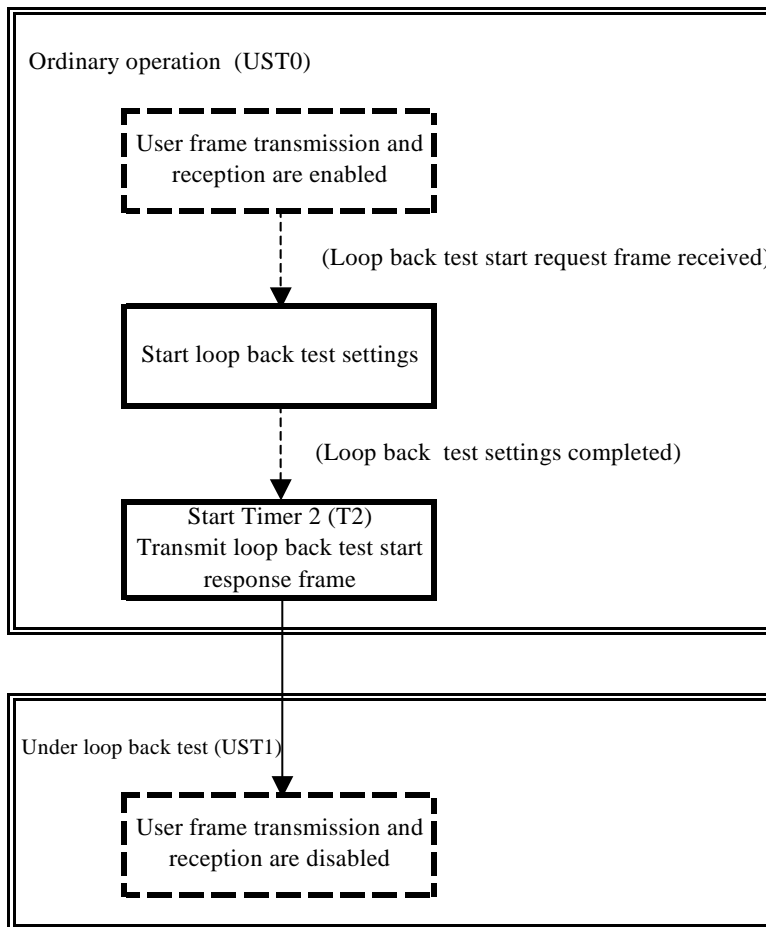 Ordinary operation (UST0)
User frame transmission and
reception are enabled
(Loop back test start request frame received)
Start loop back test settings
(Loop back test settings completed)
Start Timer 2 (T2)
Transmit loop back test start
response frame
Under loop back test (UST1)
User frame transmission and
reception are disabled